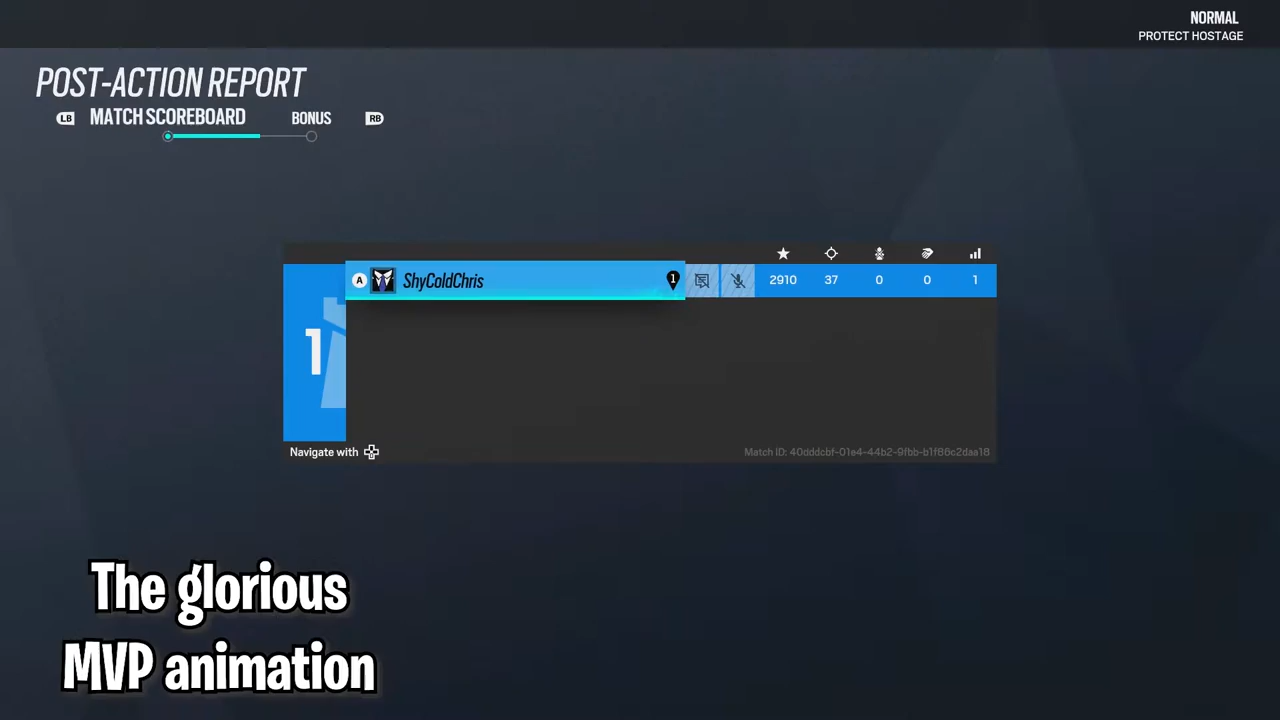 NORMAL
PROTECT HOSTAGE
POST-ACTION REPORT
LB MATCH SCOREBOARD BONUS RB
A ShyColdChris 1 2910 37 0 0 1
1
Navigate with
Match ID: 40dddcbf-01e4-44b2-9fbb-b1f66c2daa18
The glorious
MVP animation